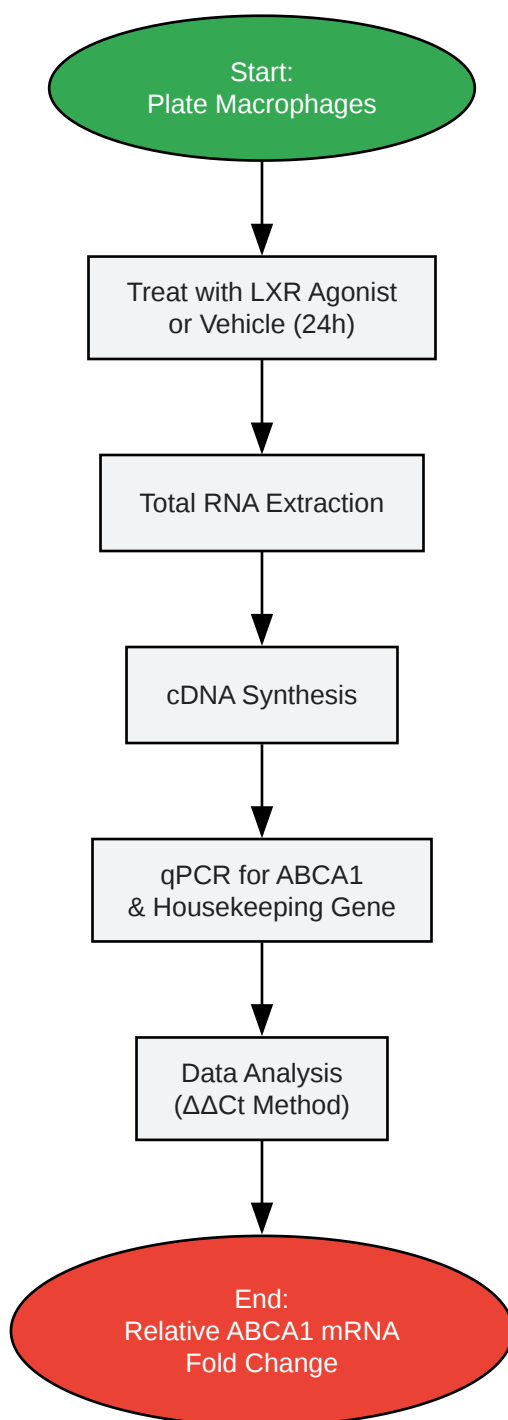 Start:
Plate Macrophages
Treat with LXR Agonist
or Vehicle (24h)
Total RNA Extraction
cDNA Synthesis
qPCR for ABCA1
& Housekeeping Gene
Data Analysis
(ΔΔCt Method)
End:
Relative ABCA1 mRNA
Fold Change